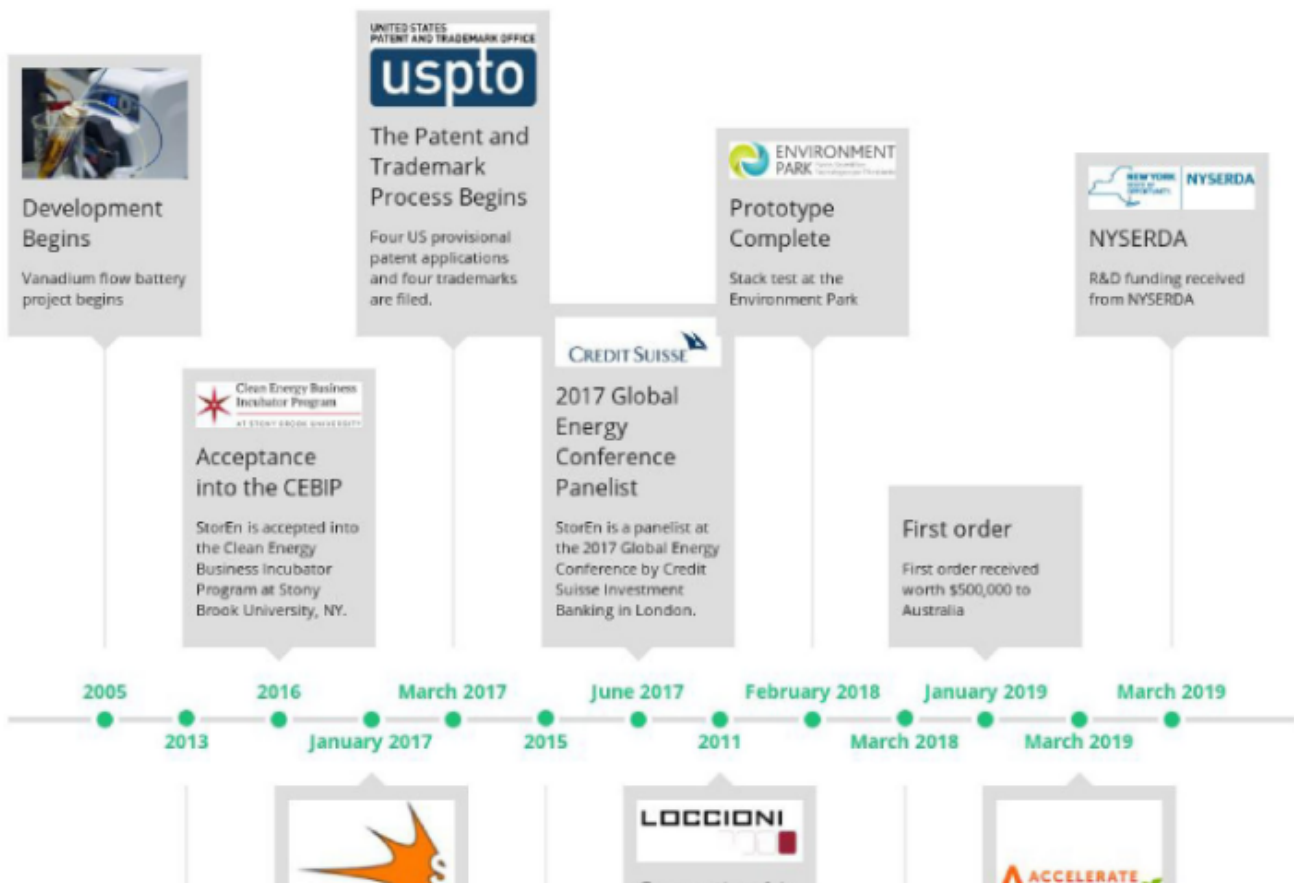 UNITED STATES
PATENT AND TRADEMARK OFFICE
uspto
The Patent and
Trademark
Process Begins
Four US provisional
patent applications
and four trademarks
are filed.
Development
Begins
Vanadium flow battery
project begins
ENVIRONMENT
PARK
Prototype
Complete
Stack test at the
Environment Park
NEW YORK
STATE OF
OPPORTUNITY
NYSERDA
NYSERDA
R&D funding received
from NYSERDA
Clean Energy Business
Incubator Program
AT STONY BROOK UNIVERSITY
Acceptance
into the CEBIP
StorEn is accepted into
the Clean Energy
Business Incubator
Program at Stony
Brook University, NY.
CREDIT SUISSE
2017 Global
Energy
Conference
Panelist
StorEn is a panelist at
the 2017 Global Energy
Conference by Credit
Suisse Investment
Banking in London.
First order
First order received
worth $500,000 to
Australia
2005 2016 March 2017 June 2017 February 2018 January 2019 March 2019
2013 January 2017 2015 2011 March 2018 March 2019
LOCCIONI
ACCELERATE